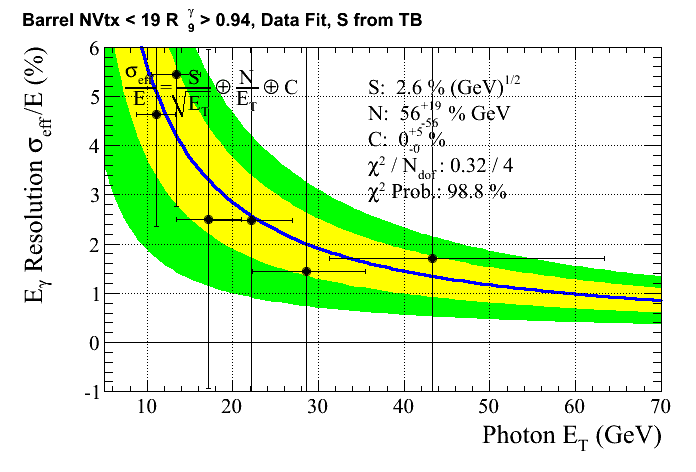 Barrel NVtx < 19 R γ 9 > 0.94, Data Fit, S from TB
σeff/E = S/√ET ⊕ N/ET ⊕ C
S: 2.6 % (GeV)^1/2
N: 56 +19 -56 % GeV
C: 0 +5 -0 %
χ² / Ndof : 0.32 / 4
χ² Prob.: 98.8 %
Eγ Resolution σeff/E (%)
6
5
4
3
2
1
0
-1
10 20 30 40 50 60 70
Photon ET (GeV)